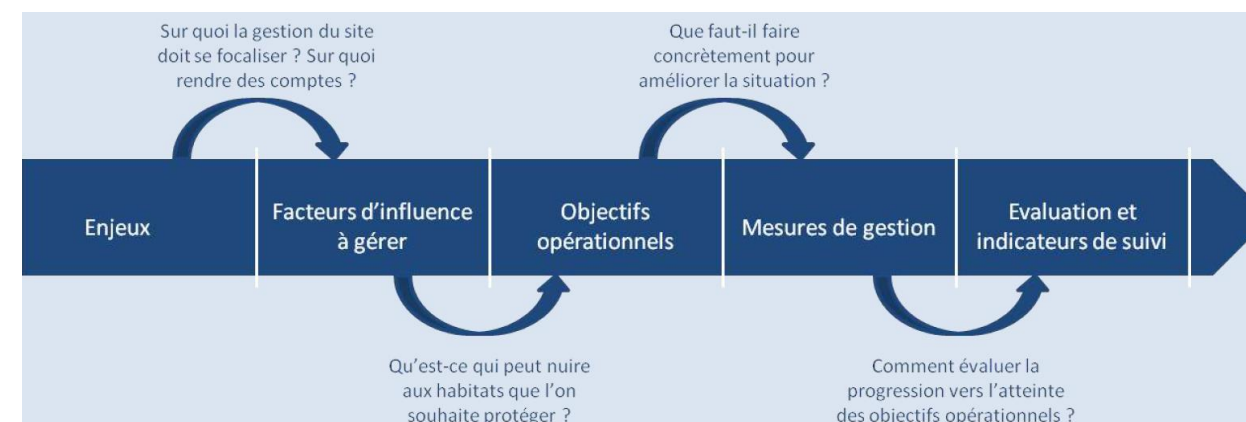 Sur quoi la gestion du site
doit se focaliser ? Sur quoi
rendre des comptes ?
Que faut-il faire
concrètement pour
améliorer la situation ?
Enjeux
Facteurs d'influence
à gérer
Objectifs
opérationnels
Mesures de gestion
Evaluation et
indicateurs de suivi
Qu'est-ce qui peut nuire
aux habitats que l'on
souhaite protéger ?
Comment évaluer la
progression vers l'atteinte
des objectifs opérationnels ?